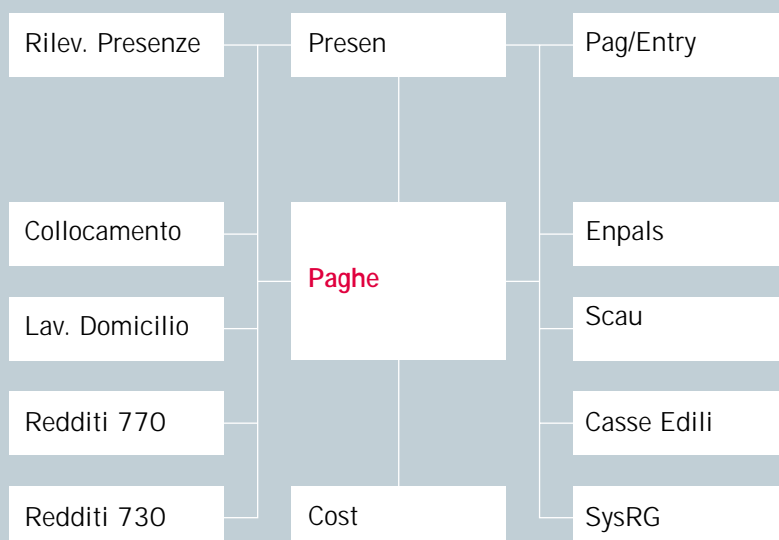 Rilev. Presenze
Presen
Pag/Entry
Collocamento
Paghe
Enpals
Lav. Domicilio
Scau
Redditi 770
Casse Edili
Redditi 730
Cost
SysRG